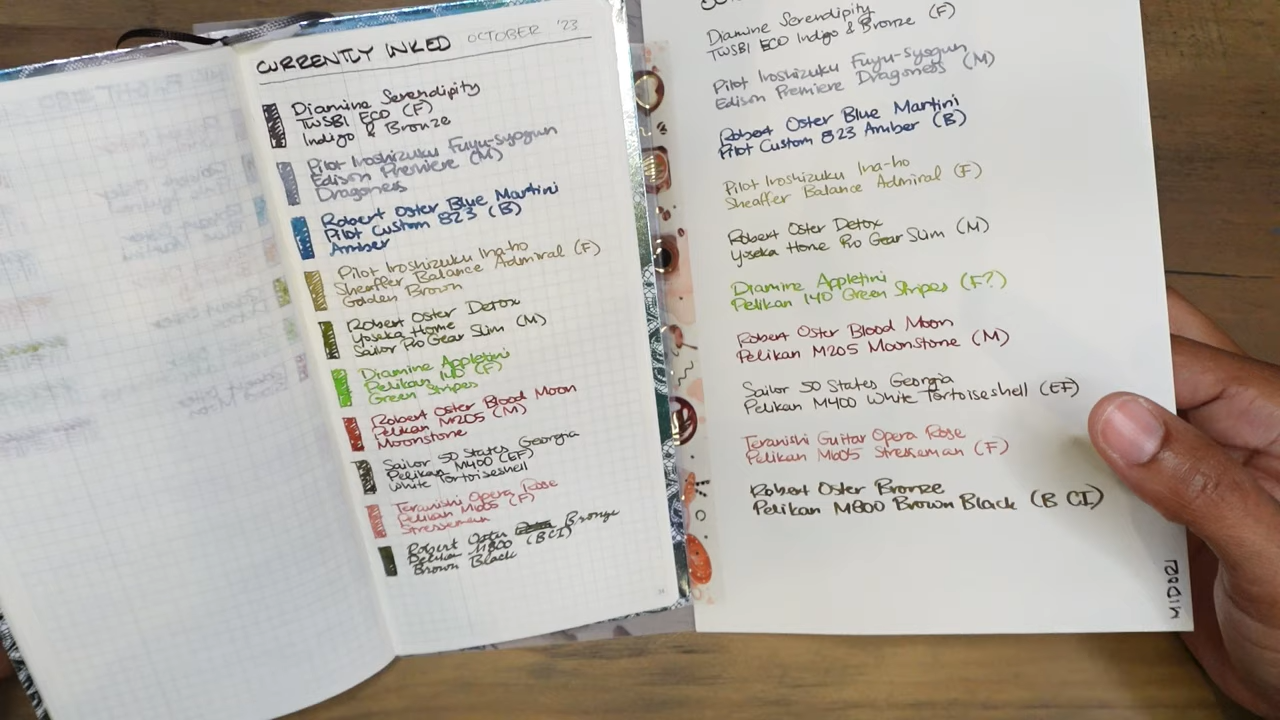 CURRENTLY INKED OCTOBER '23
Diamine Serendipity
TWSBI ECO (F)
Indigo & Bronze
Pilot Iroshizuku Fuyu-syogun
Edison Premiere (M)
Dragoness
Robert Oster Blue Martini
Pilot Custom 823 (B)
Amber
Pilot Iroshizuku Ina-ho
Sheaffer Balance Admiral (F)
Golden Brown
Robert Oster Detox
Yoseka Home
Sailor Pro Gear Slim (M)
Diamine Appletini
Pelikan 140 (F)
Green Stripes
Robert Oster Blood Moon
Pelikan M205 (M)
Moonstone
Sailor 50 States Georgia
Pelikan M400 (EF)
White Tortoiseshell
Teranishi Opera Rose
Pelikan M605 (F)
Stresseman
Robert Oster Bronze
Pelikan M800 (B CI)
Brown Black
Diamine Serendipity
TWSBI ECO Indigo & Bronze (F)
Pilot Iroshizuku Fuyu-syogun
Edison Premiere Dragoness (M)
Robert Oster Blue Martini
Pilot Custom 823 Amber (B)
Pilot Iroshizuku Ina-ho
Sheaffer Balance Admiral (F)
Robert Oster Detox
Yoseka Home Pro Gear Slim (M)
Diamine Appletini
Pelikan 140 Green Stripes (F?)
Robert Oster Blood Moon
Pelikan M205 Moonstone (M)
Sailor 50 States Georgia
Pelikan M400 White Tortoiseshell (EF)
Teranishi Guitar Opera Rose
Pelikan M605 Stresseman (F)
Robert Oster Bronze
Pelikan M800 Brown Black (B CI)
MIDORI